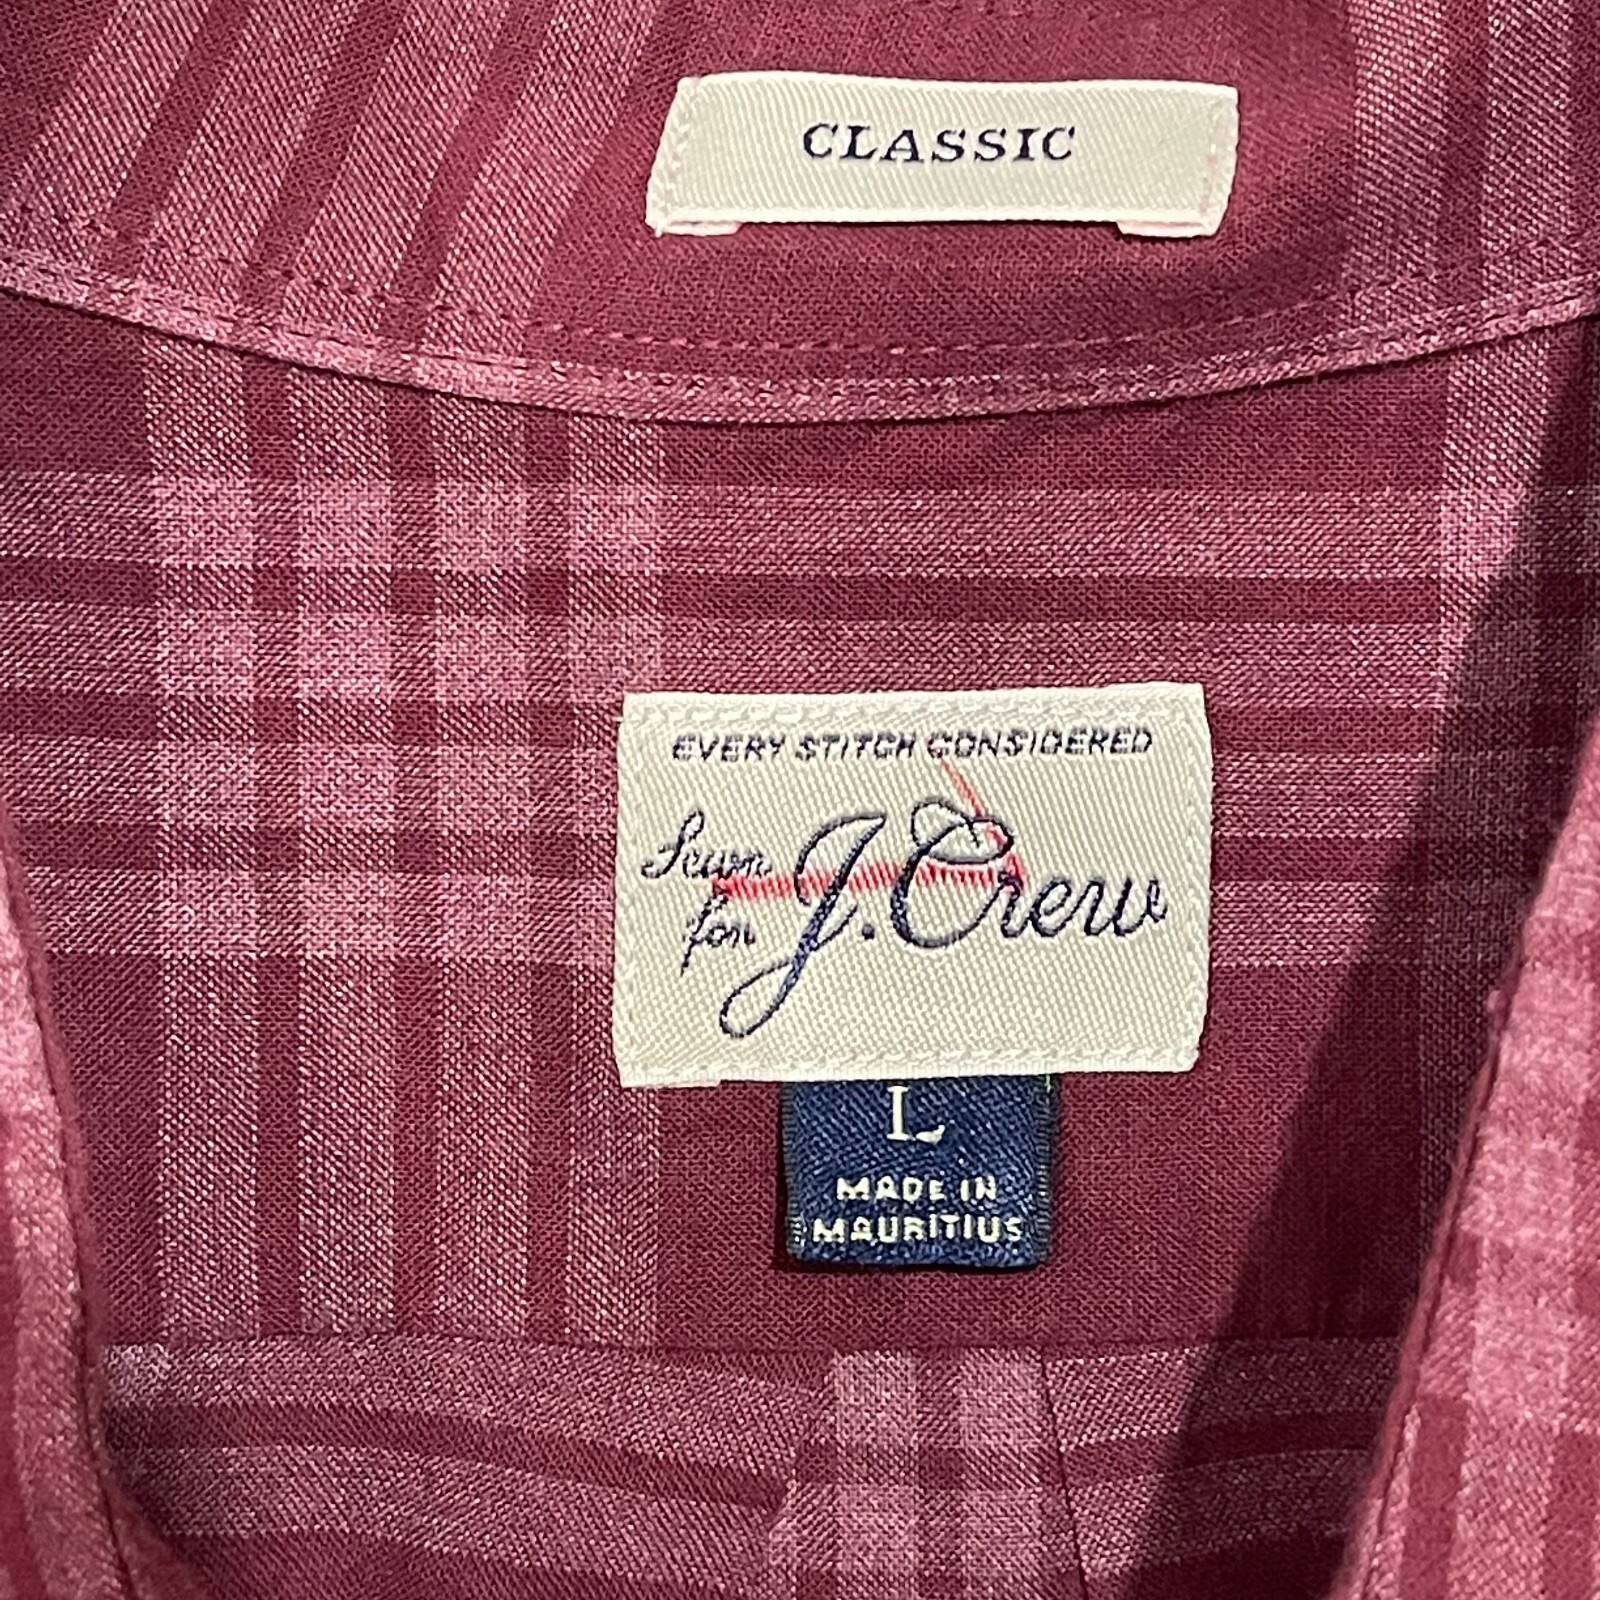 CLASSIC
EVERY STITCH CONSIDERED
Sewn
for J.Crew
L
MADE IN
MAURITIUS